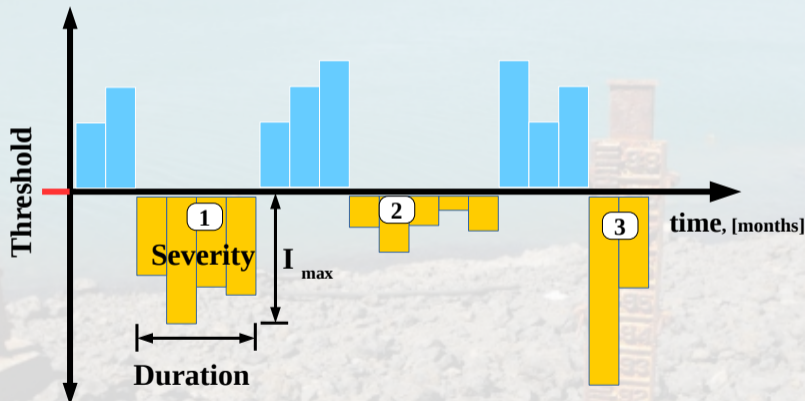 Threshold
1
Severity
I max
Duration
2
3
time, [months]